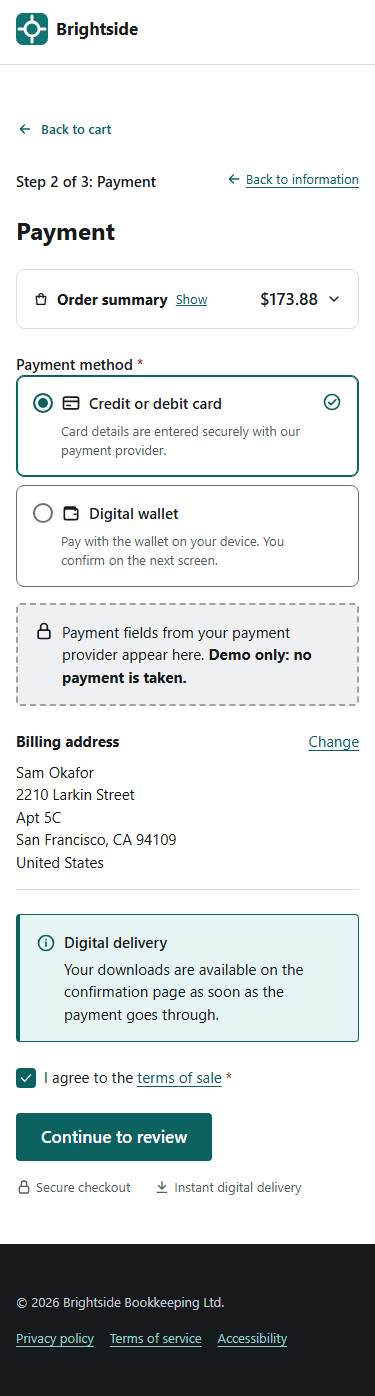 Brightside
Back to cart
Step 2 of 3: Payment
Back to information
Payment
Order summary Show $173.88
Payment method *
Credit or debit card
Card details are entered securely with our
payment provider.
Digital wallet
Pay with the wallet on your device. You
confirm on the next screen.
Payment fields from your payment
provider appear here. Demo only: no
payment is taken.
Billing address Change
Sam Okafor
2210 Larkin Street
Apt 5C
San Francisco, CA 94109
United States
Digital delivery
Your downloads are available on the
confirmation page as soon as the
payment goes through.
I agree to the terms of sale *
Continue to review
Secure checkout Instant digital delivery
© 2026 Brightside Bookkeeping Ltd.
Privacy policy Terms of service Accessibility